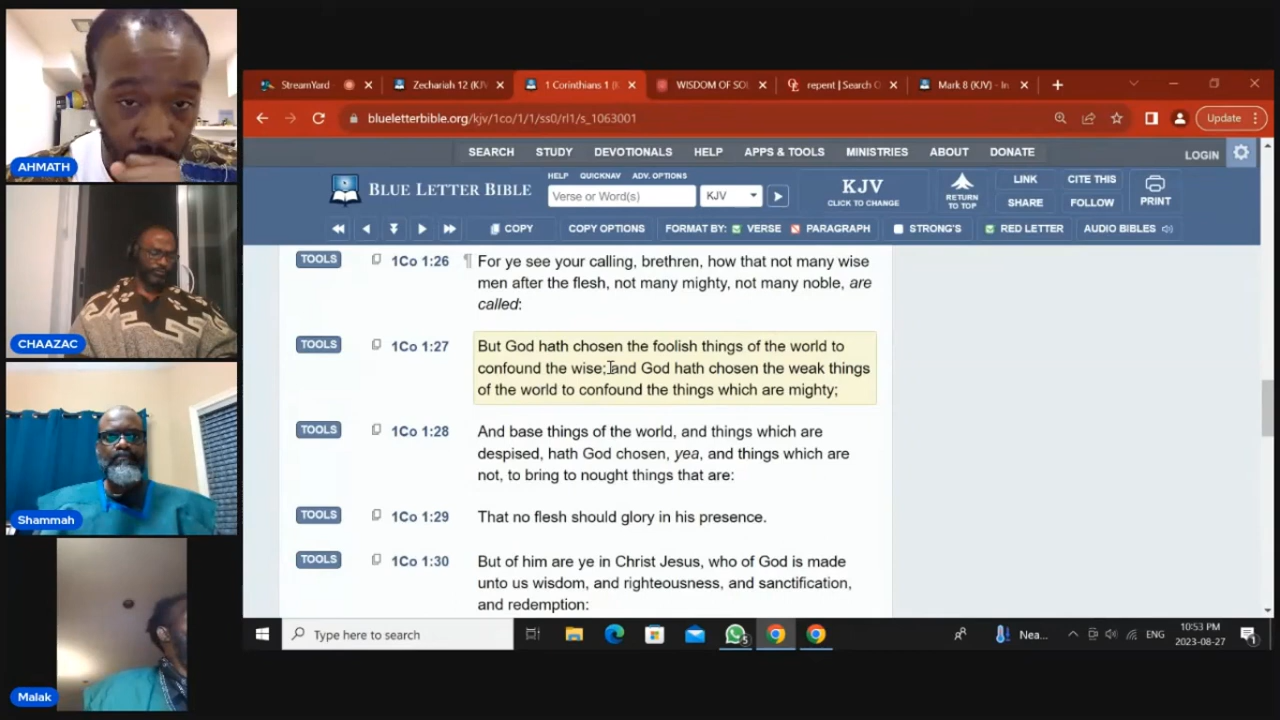 AHMATH
CHAAZAC
Shammah
Malak
StreamYard
Zechariah 12 (KJV
1 Corinthians 1 (
WISDOM OF SOL
repent | Search O
Mark 8 (KJV) - In
blueletterbible.org/kjv/1co/1/1/ss0/rl1/s_1063001
Update
SEARCH STUDY DEVOTIONALS HELP APPS & TOOLS MINISTRIES ABOUT DONATE
LOGIN
BLUE LETTER BIBLE
HELP QUICKNAV ADV. OPTIONS
Verse or Word(s)
KJV
KJV
CLICK TO CHANGE
RETURN
TO TOP
LINK
SHARE
CITE THIS
FOLLOW
PRINT
COPY COPY OPTIONS FORMAT BY: VERSE PARAGRAPH STRONG'S RED LETTER AUDIO BIBLES
TOOLS 1Co 1:26 ¶ For ye see your calling, brethren, how that not many wise
men after the flesh, not many mighty, not many noble, are
called:
TOOLS 1Co 1:27 But God hath chosen the foolish things of the world to
confound the wise; and God hath chosen the weak things
of the world to confound the things which are mighty;
TOOLS 1Co 1:28 And base things of the world, and things which are
despised, hath God chosen, yea, and things which are
not, to bring to nought things that are:
TOOLS 1Co 1:29 That no flesh should glory in his presence.
TOOLS 1Co 1:30 But of him are ye in Christ Jesus, who of God is made
unto us wisdom, and righteousness, and sanctification,
and redemption:
Type here to search
5
Nea...
ENG
10:53 PM
2023-08-27
1